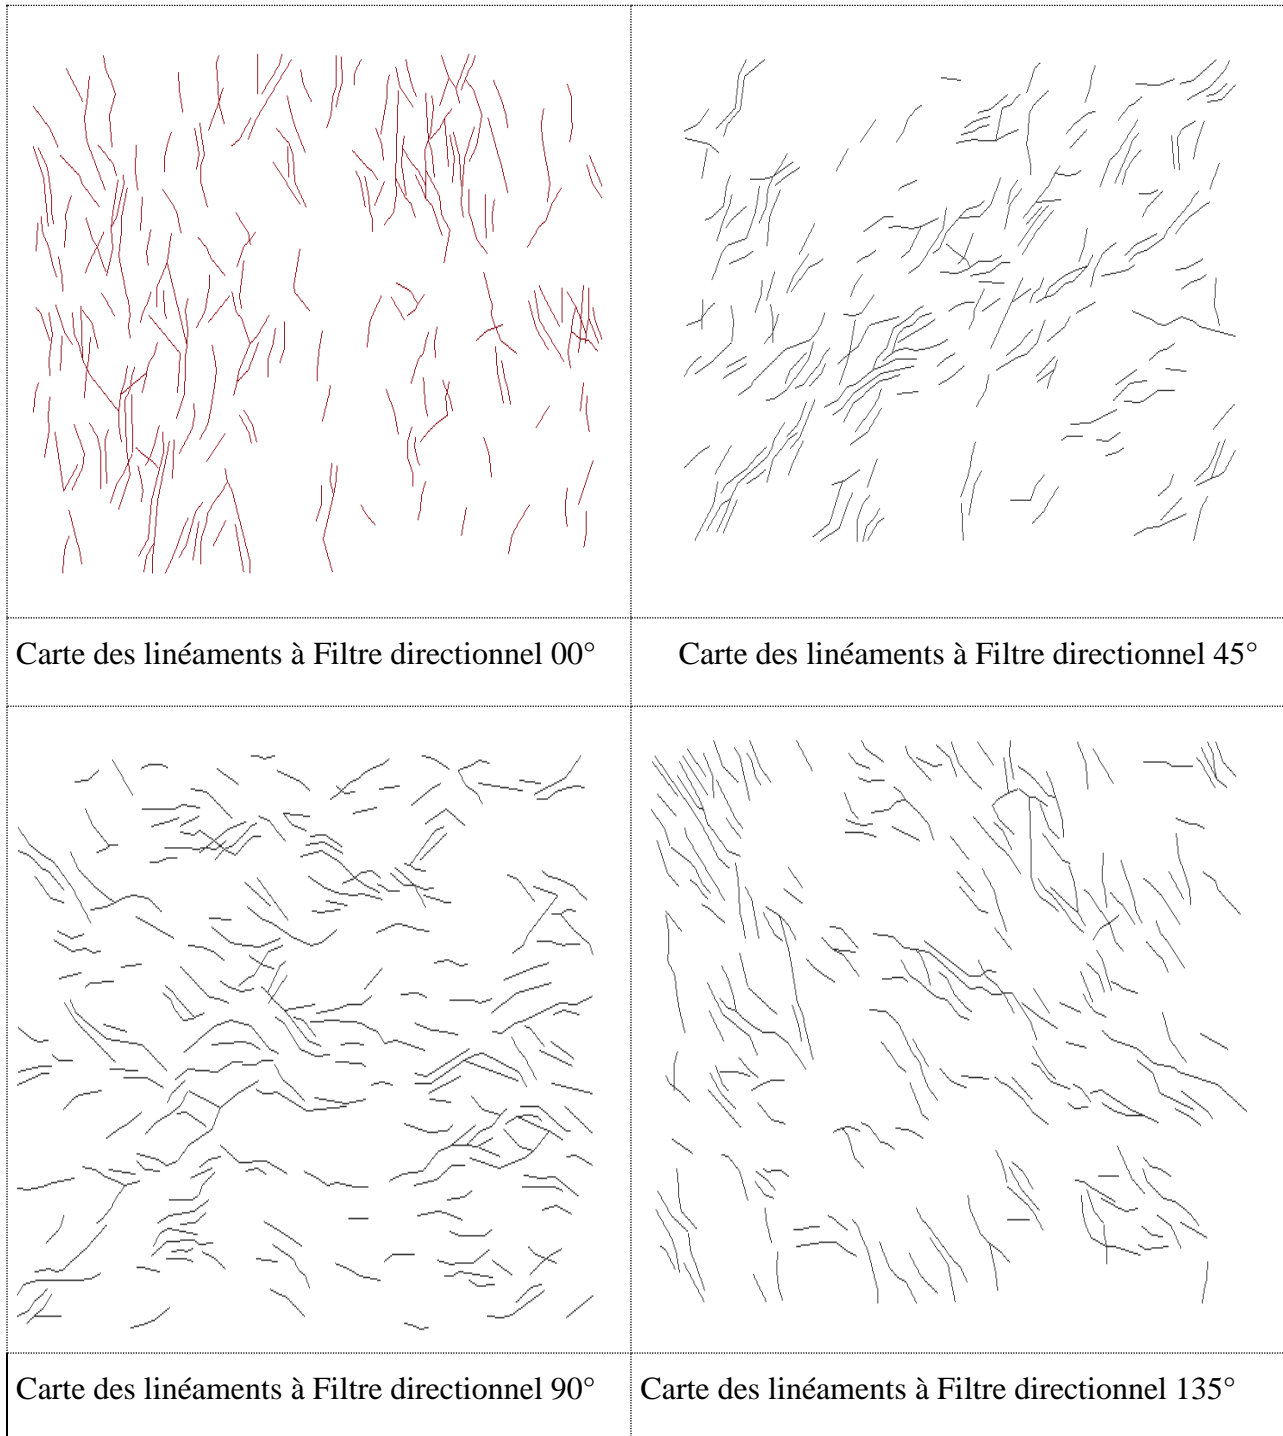 Carte des linéaments à Filtre directionnel 00°
Carte des linéaments à Filtre directionnel 45°
Carte des linéaments à Filtre directionnel 90°
Carte des linéaments à Filtre directionnel 135°